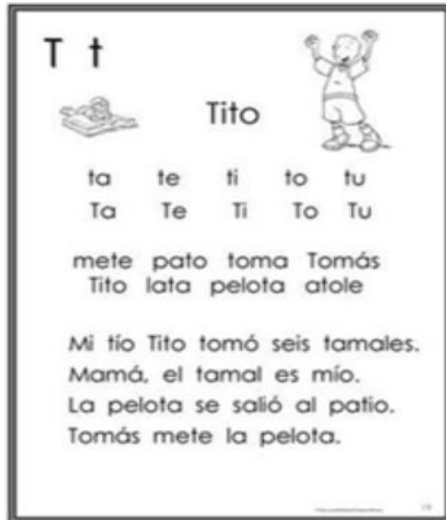 T t
Tito
ta te ti to tu
Ta Te Ti To Tu
mete pato toma Tomás
Tito lata pelota atole
Mi tío Tito tomó seis tamales.
Mamá, el tamal es mío.
La pelota se salió al patio.
Tomás mete la pelota.